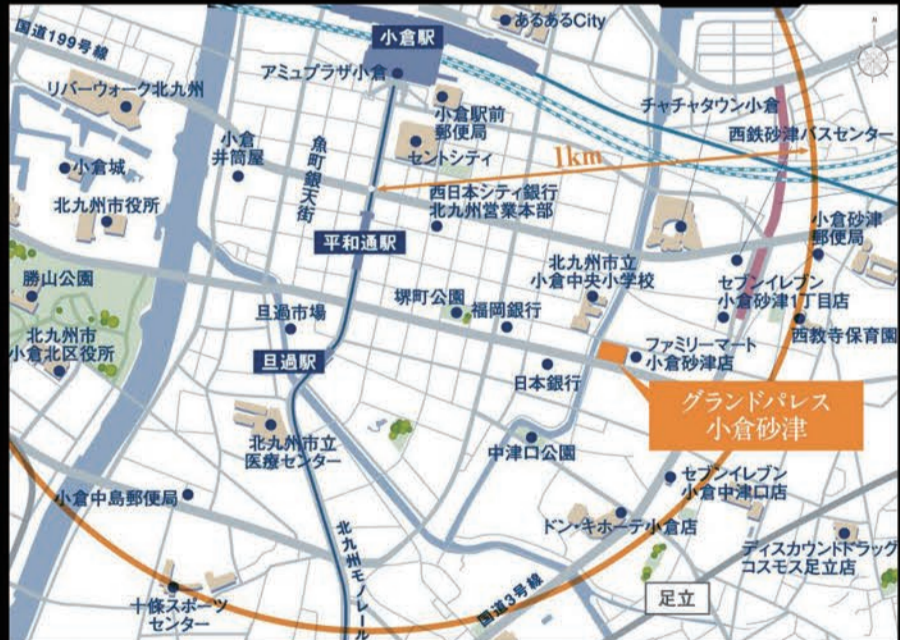 国道199号線
小倉駅
あるあるCity
アミュプラザ小倉
リバーウォーク北九州
小倉駅前
郵便局
チャチャタウン小倉
西鉄砂津バスセンター
小倉
井筒屋
魚町銀天街
セントシティ
1km
小倉城
北九州市役所
西日本シティ銀行
北九州営業本部
平和通駅
小倉砂津
郵便局
北九州市立
小倉中央小学校
セブンイレブン
小倉砂津1丁目店
勝山公園
旦過市場
堺町公園
福岡銀行
西教寺保育園
北九州市
小倉北区役所
旦過駅
ファミリーマート
小倉砂津店
日本銀行
グランドパレス
小倉砂津
北九州市立
医療センター
中津口公園
セブンイレブン
小倉中津口店
小倉中島郵便局
ドン・キホーテ小倉店
北九州モノレール
ディスカウントドラッグ
コスモス足立店
十條スポーツ
センター
国道3号線
足立